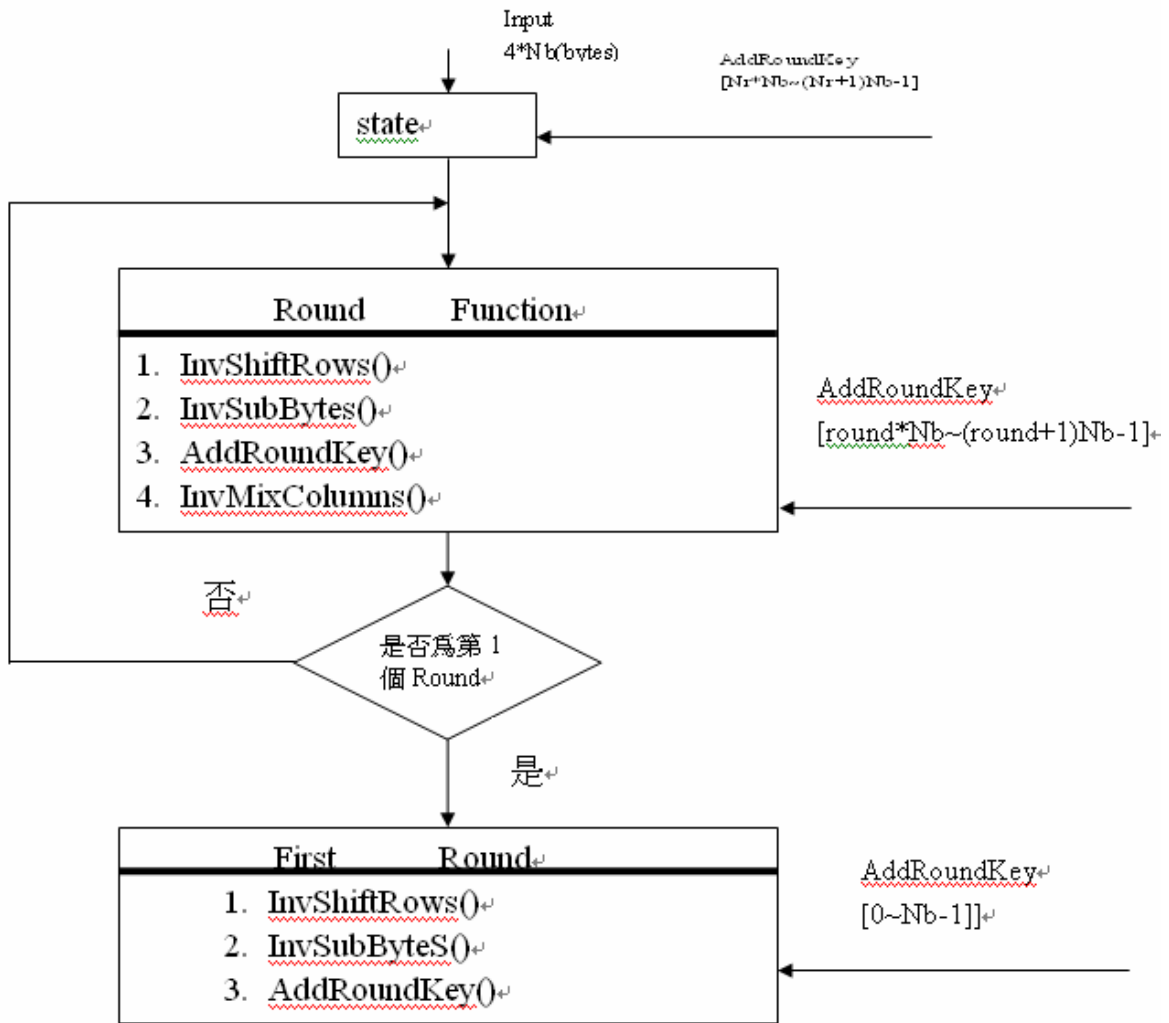 Input
4*Nb(bytes)
AddRoundKey
[Nr*Nb~(Nr+1)Nb-1]
state
Round Function
1. InvShiftRows()
2. InvSubBytes()
3. AddRoundKey()
4. InvMixColumns()
AddRoundKey
[round*Nb~(round+1)Nb-1]
否
是否爲第 1
個 Round
是
First Round
1. InvShiftRows()
2. InvSubByteS()
3. AddRoundKey()
AddRoundKey
[0~Nb-1]]